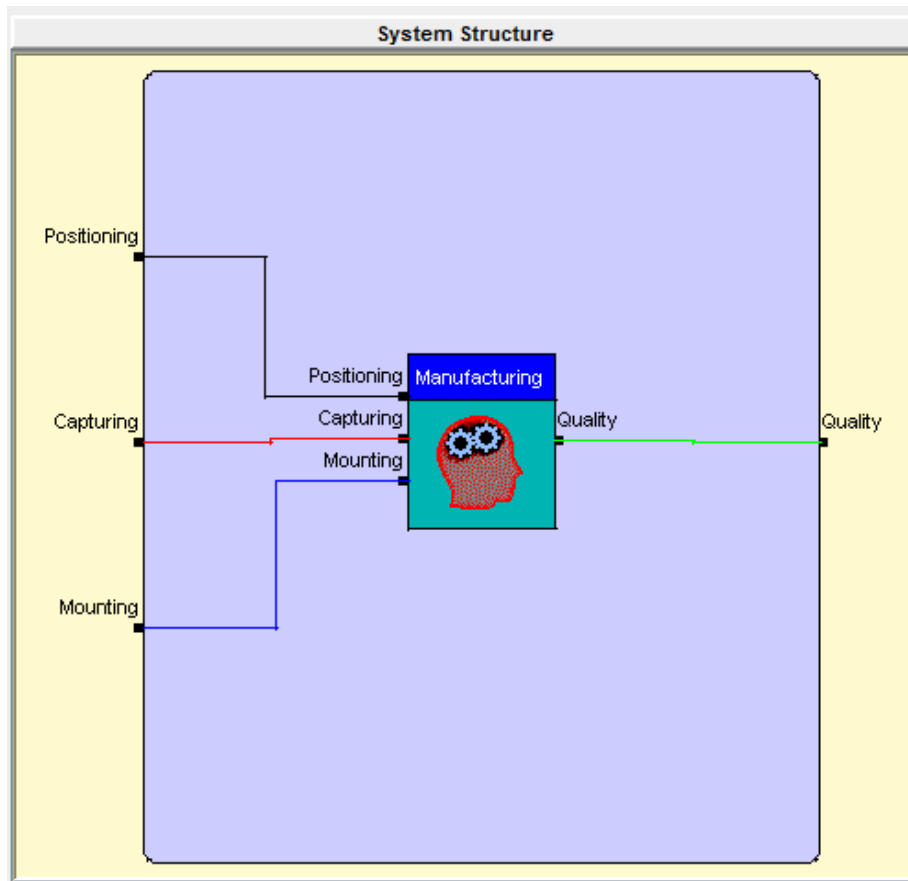 System Structure
Positioning
Positioning
Manufacturing
Capturing
Capturing
Quality
Quality
Mounting
Mounting